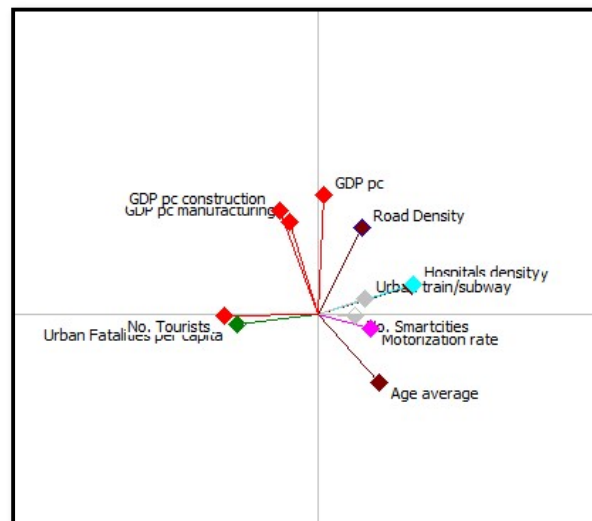 GDP pc
GDP pc construction
GDP pc manufacturing
Road Density
Hospitals density
Urban train/subway
No. Tourists
No. Smartcities
Urban Fatalities per capita
Motorization rate
Age average